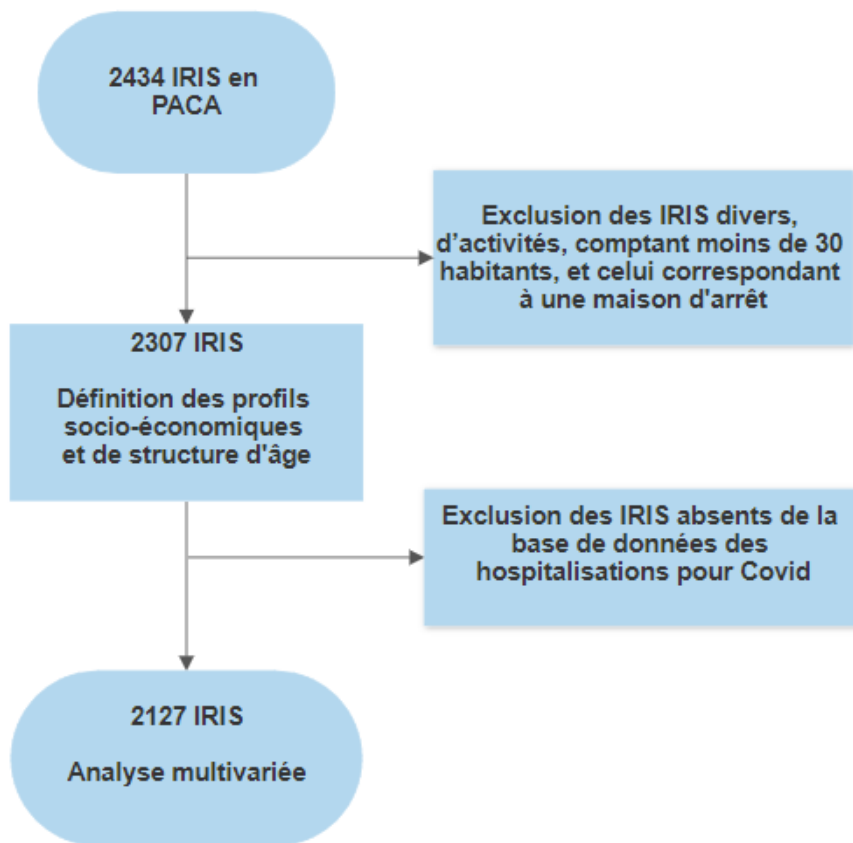 2434 IRIS en
PACA
Exclusion des IRIS divers,
d'activités, comptant moins de 30
habitants, et celui correspondant
à une maison d'arrêt
2307 IRIS
Définition des profils
socio-économiques
et de structure d'âge
Exclusion des IRIS absents de la
base de données des
hospitalisations pour Covid
2127 IRIS
Analyse multivariée